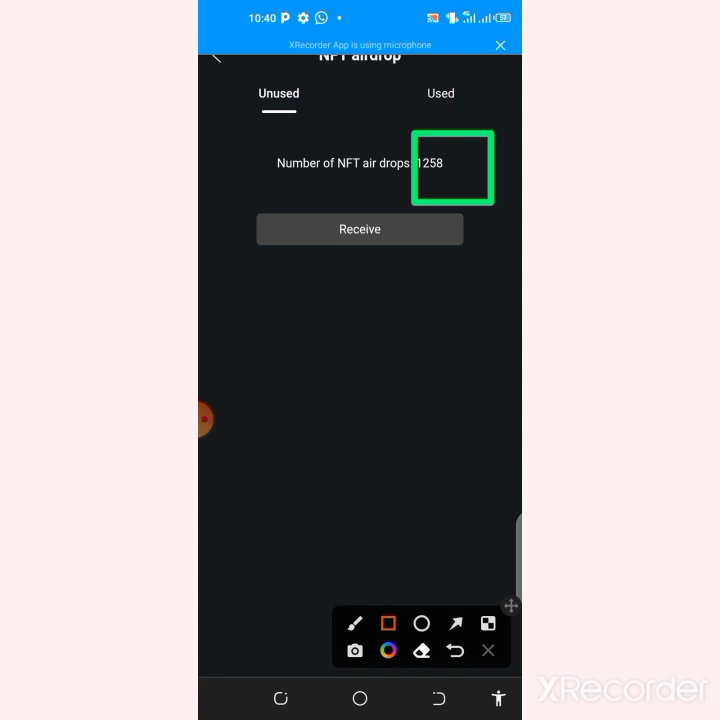 10:40
XRecorder App is using microphone
NFT airdrop
Unused
Used
Number of NFT air drops: 1258
Receive
XRecorder